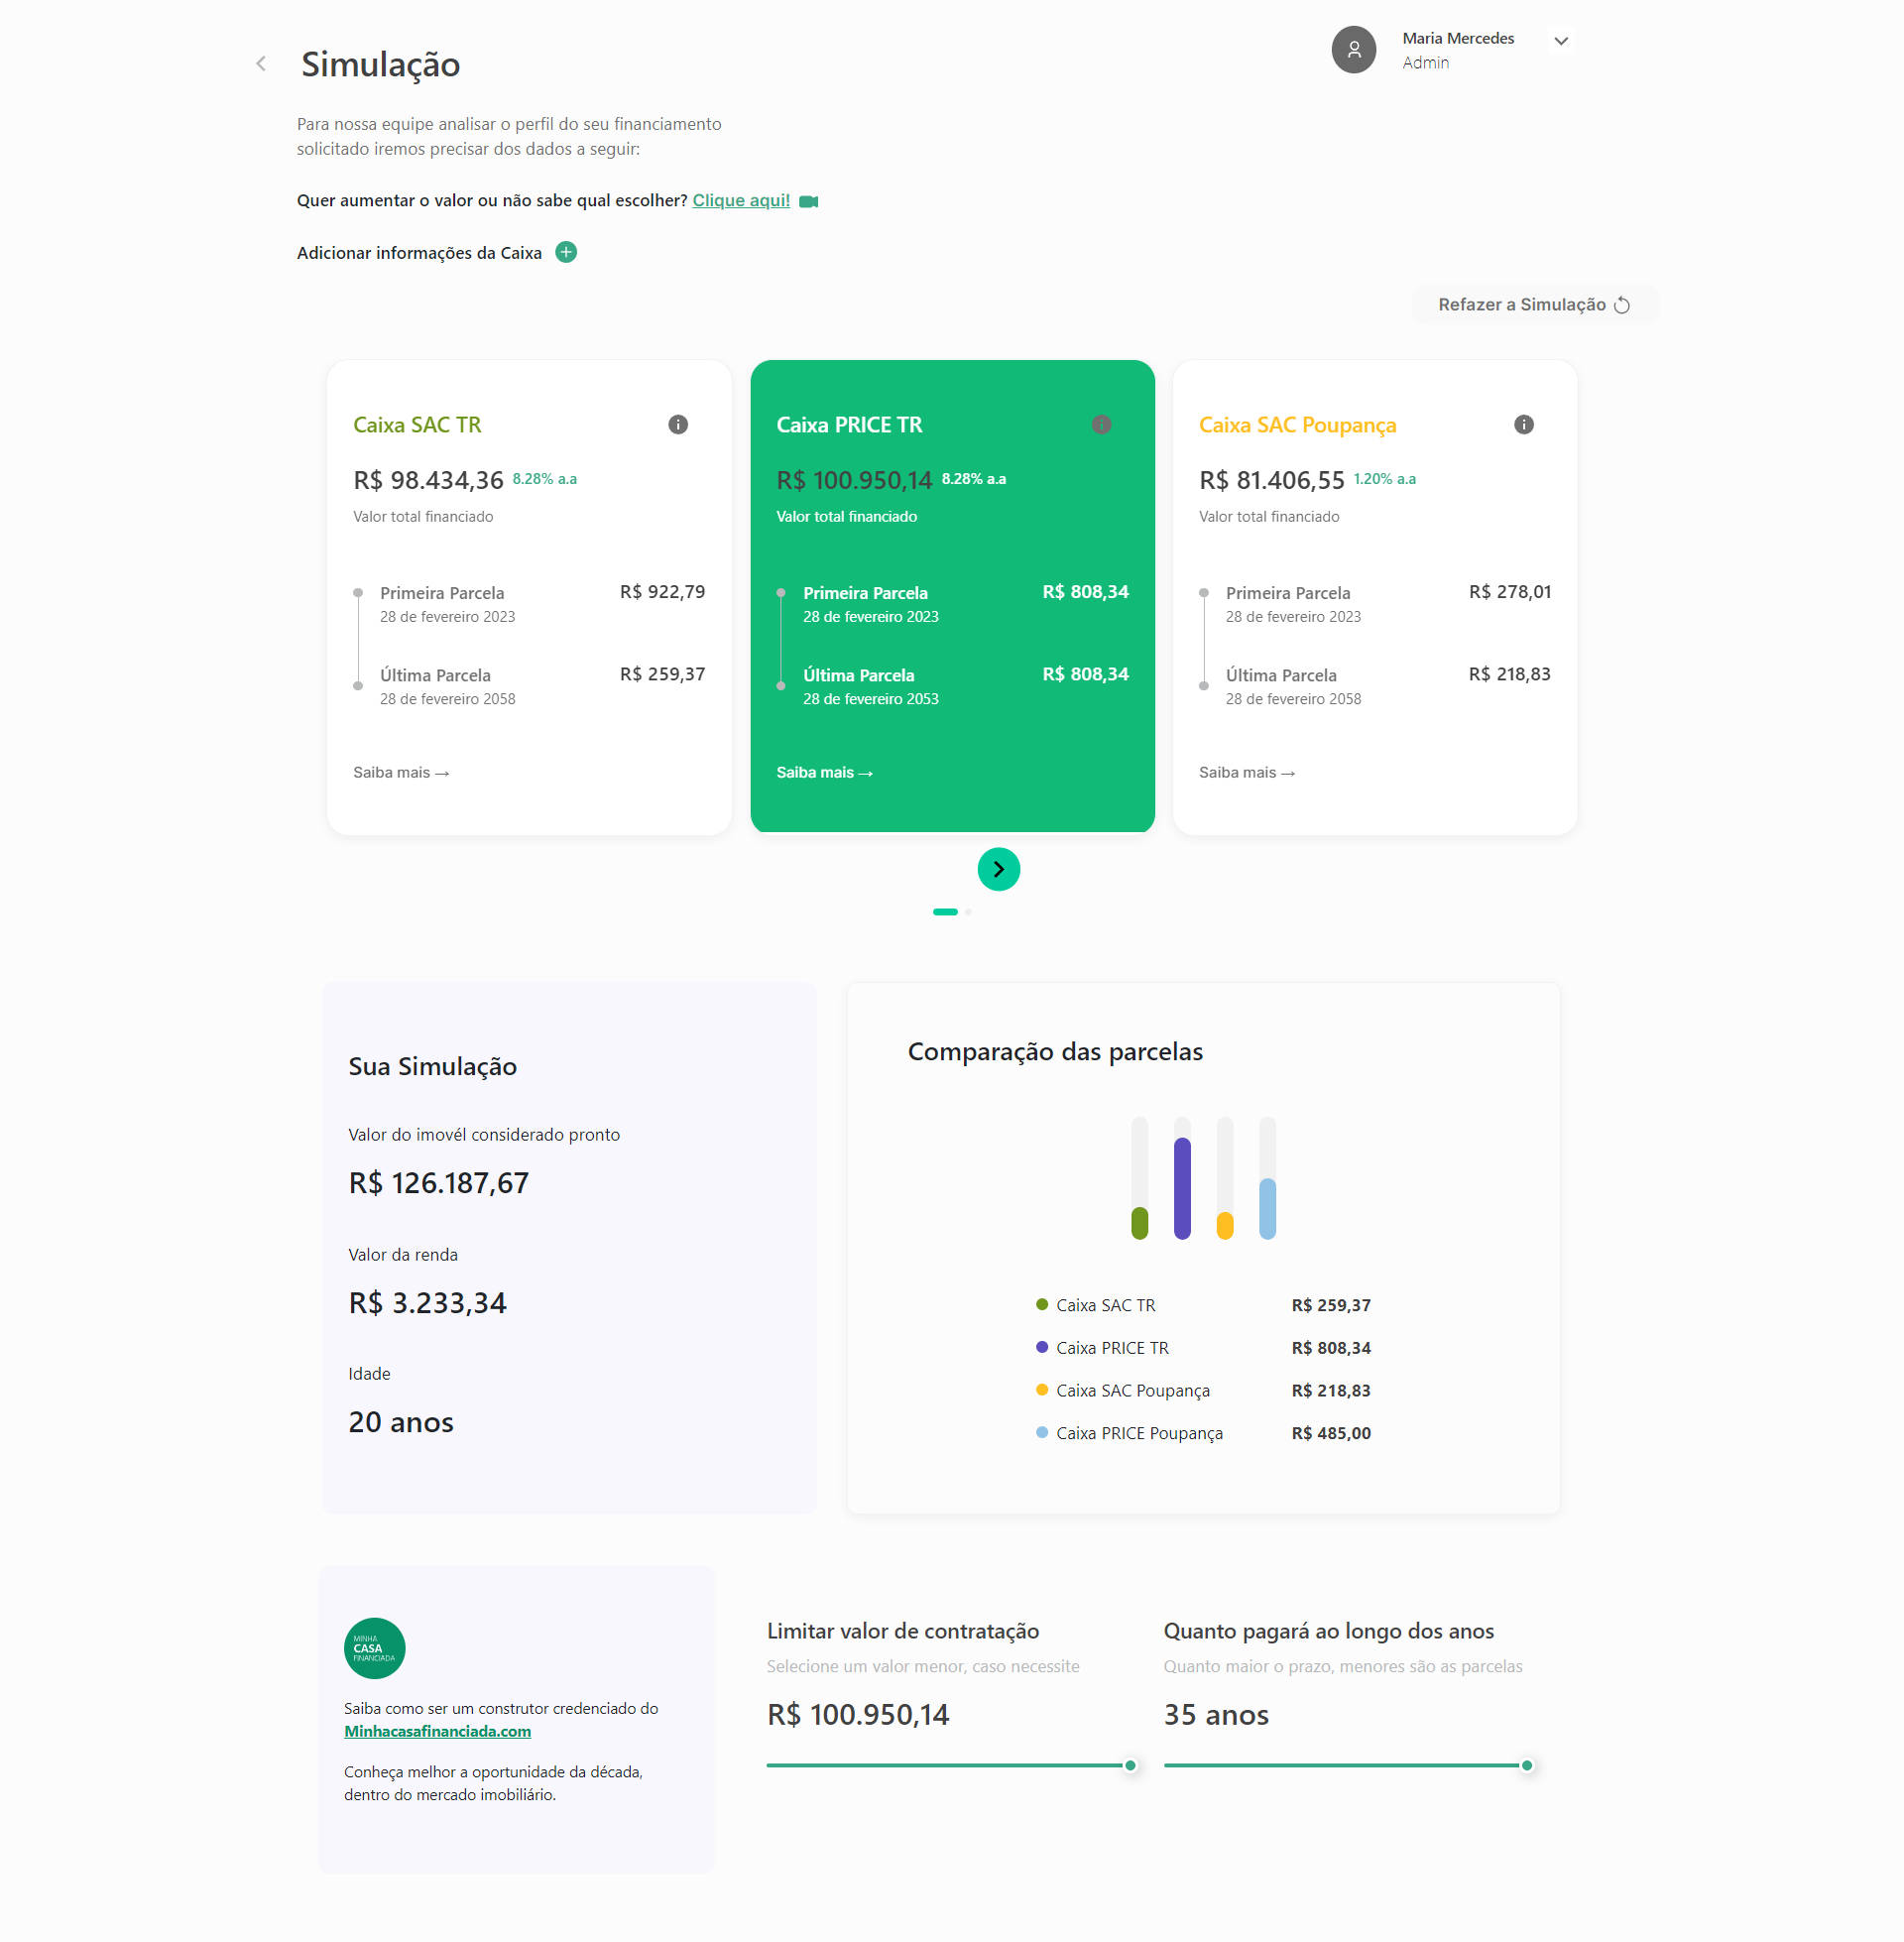 Simulação
Maria Mercedes
Admin
Para nossa equipe analisar o perfil do seu financiamento
solicitado iremos precisar dos dados a seguir:
Quer aumentar o valor ou não sabe qual escolher? Clique aqui!
Adicionar informações da Caixa
Refazer a Simulação
Caixa SAC TR
R$ 98.434,36 8.28% a.a
Valor total financiado
Primeira Parcela R$ 922,79
28 de fevereiro 2023
Última Parcela R$ 259,37
28 de fevereiro 2058
Saiba mais →
Caixa PRICE TR
R$ 100.950,14 8.28% a.a
Valor total financiado
Primeira Parcela R$ 808,34
28 de fevereiro 2023
Última Parcela R$ 808,34
28 de fevereiro 2053
Saiba mais →
Caixa SAC Poupança
R$ 81.406,55 1.20% a.a
Valor total financiado
Primeira Parcela R$ 278,01
28 de fevereiro 2023
Última Parcela R$ 218,83
28 de fevereiro 2058
Saiba mais →
Sua Simulação
Valor do imovél considerado pronto
R$ 126.187,67
Valor da renda
R$ 3.233,34
Idade
20 anos
Comparação das parcelas
Caixa SAC TR R$ 259,37
Caixa PRICE TR R$ 808,34
Caixa SAC Poupança R$ 218,83
Caixa PRICE Poupança R$ 485,00
MINHA
CASA
FINANCIADA
Saiba como ser um construtor credenciado do
Minhacasafinanciada.com
Conheça melhor a oportunidade da década,
dentro do mercado imobiliário.
Limitar valor de contratação
Selecione um valor menor, caso necessite
R$ 100.950,14
Quanto pagará ao longo dos anos
Quanto maior o prazo, menores são as parcelas
35 anos